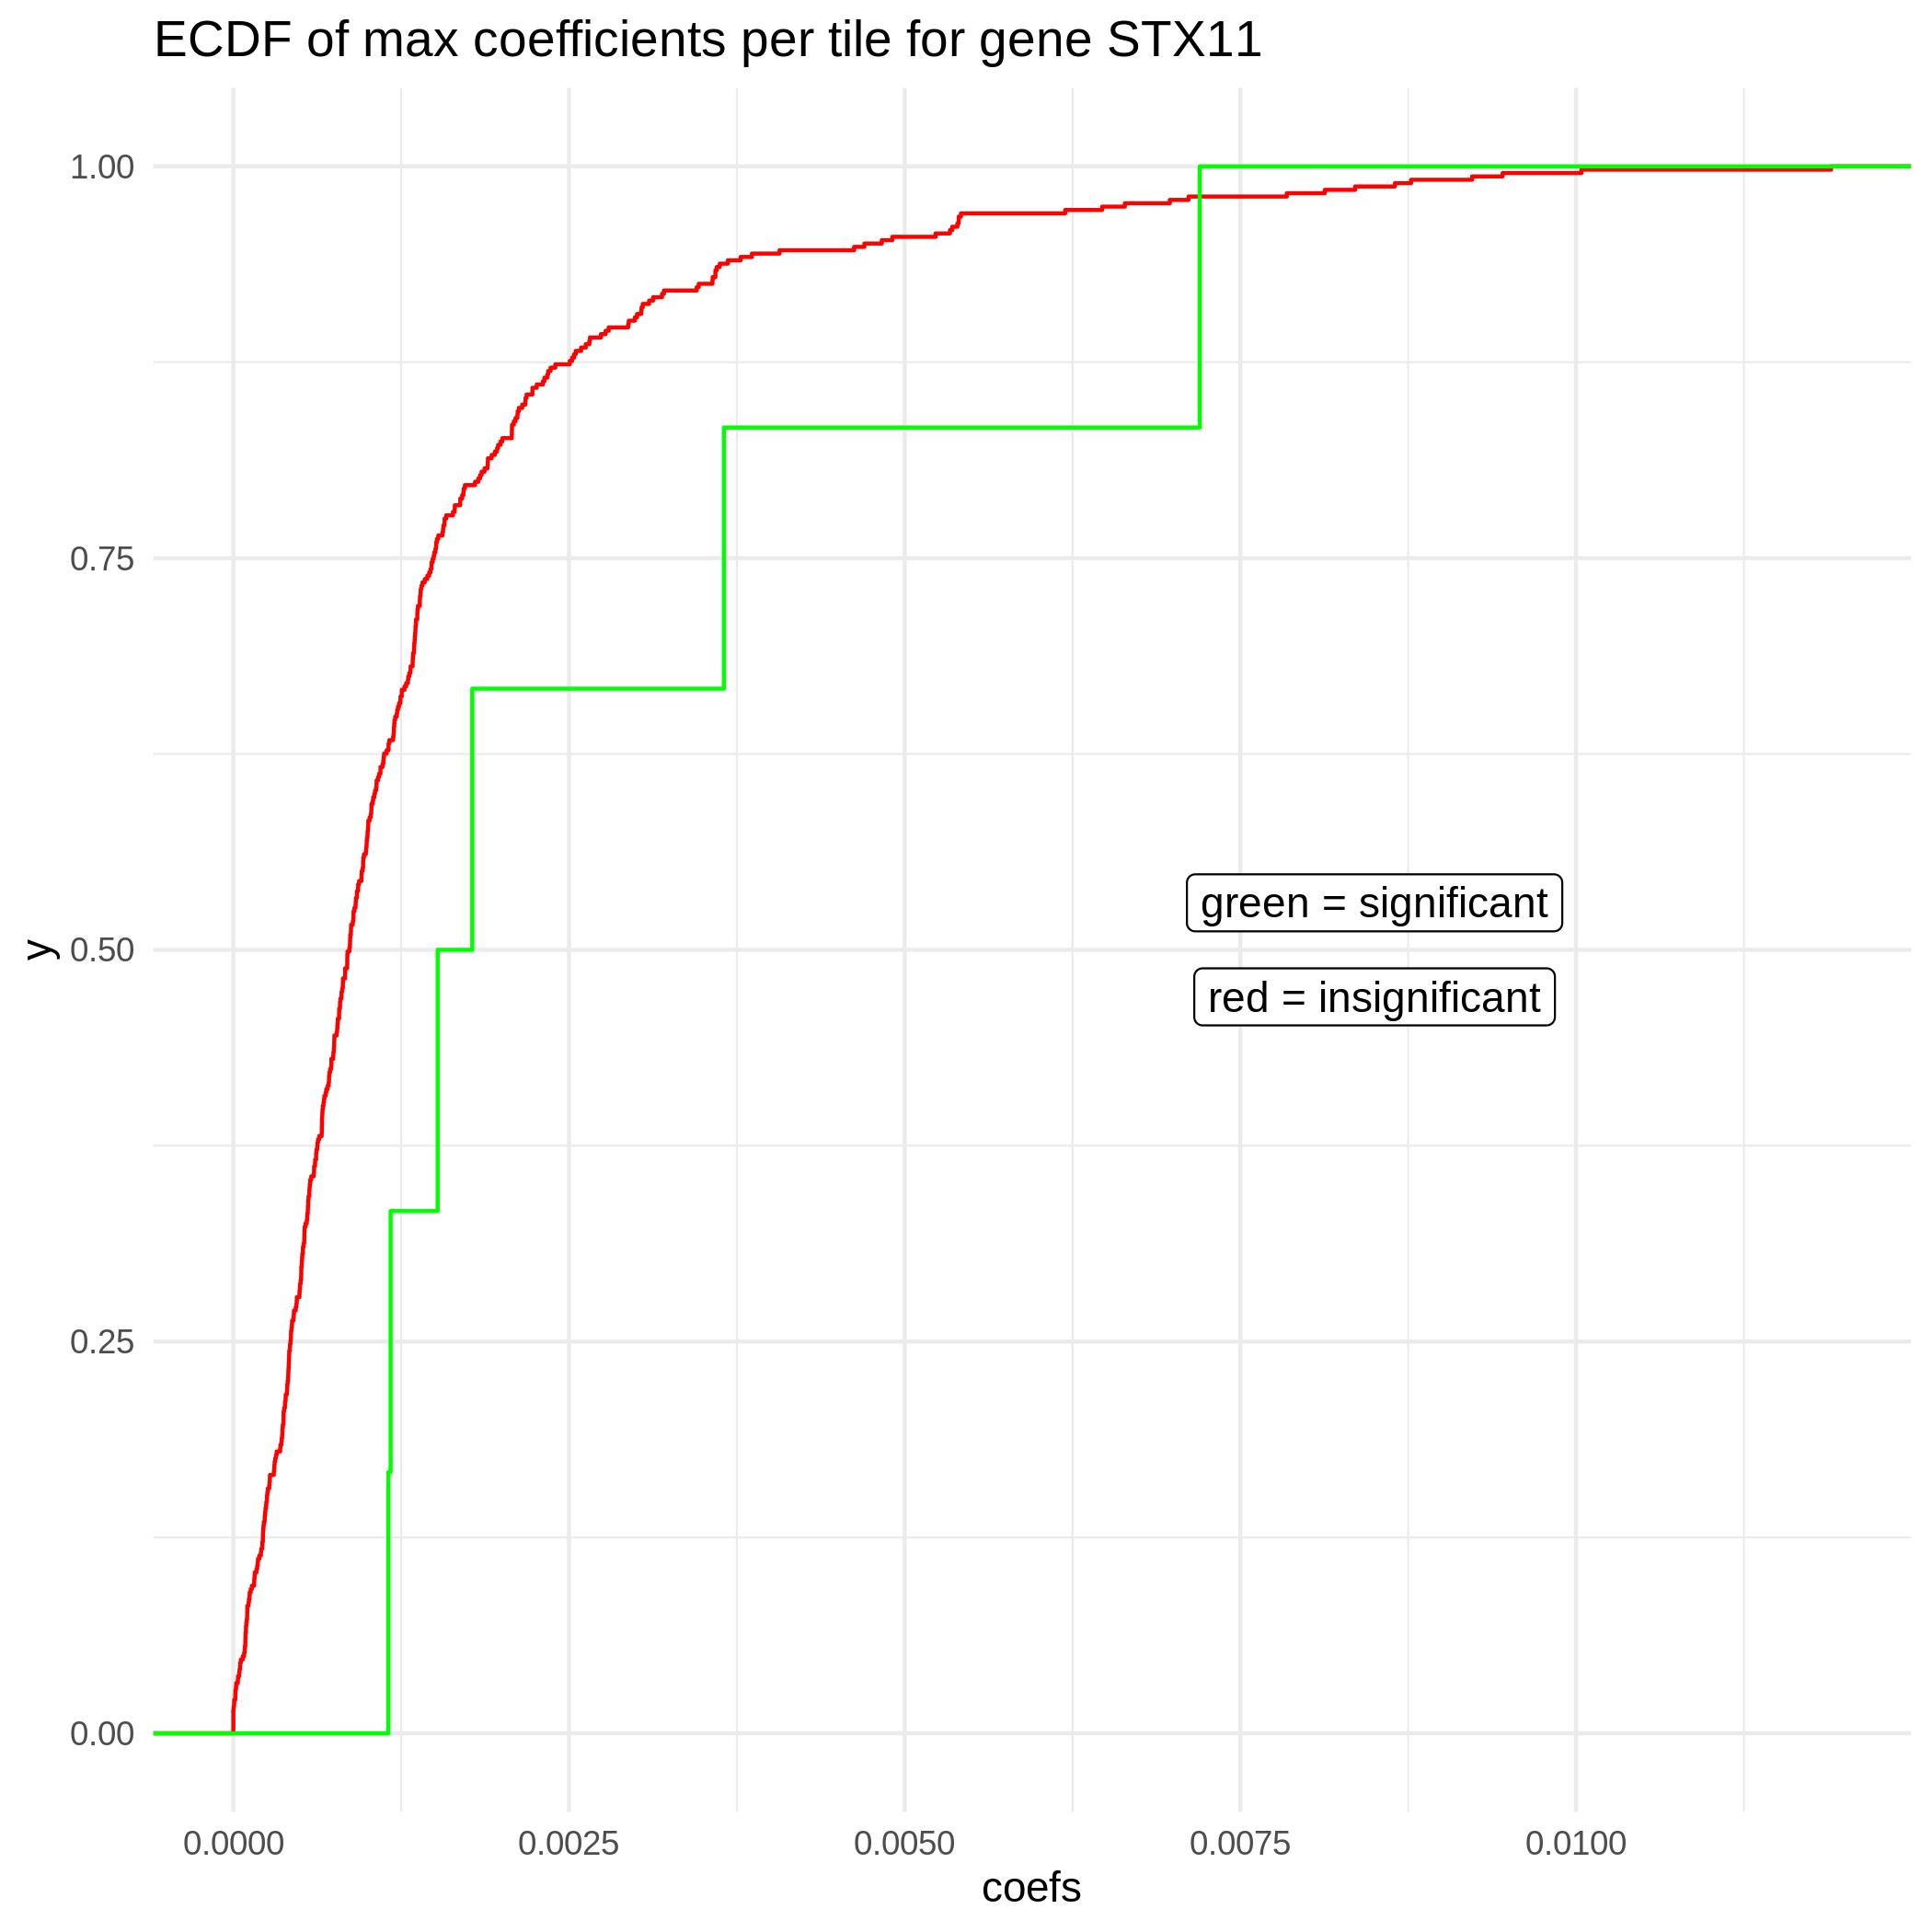 ECDF of max coefficients per tile for gene STX11
1.00
0.75
0.50
0.25
0.00
y
green = significant
red = insignificant
0.0000
0.0025
0.0050
0.0075
0.0100
coefs